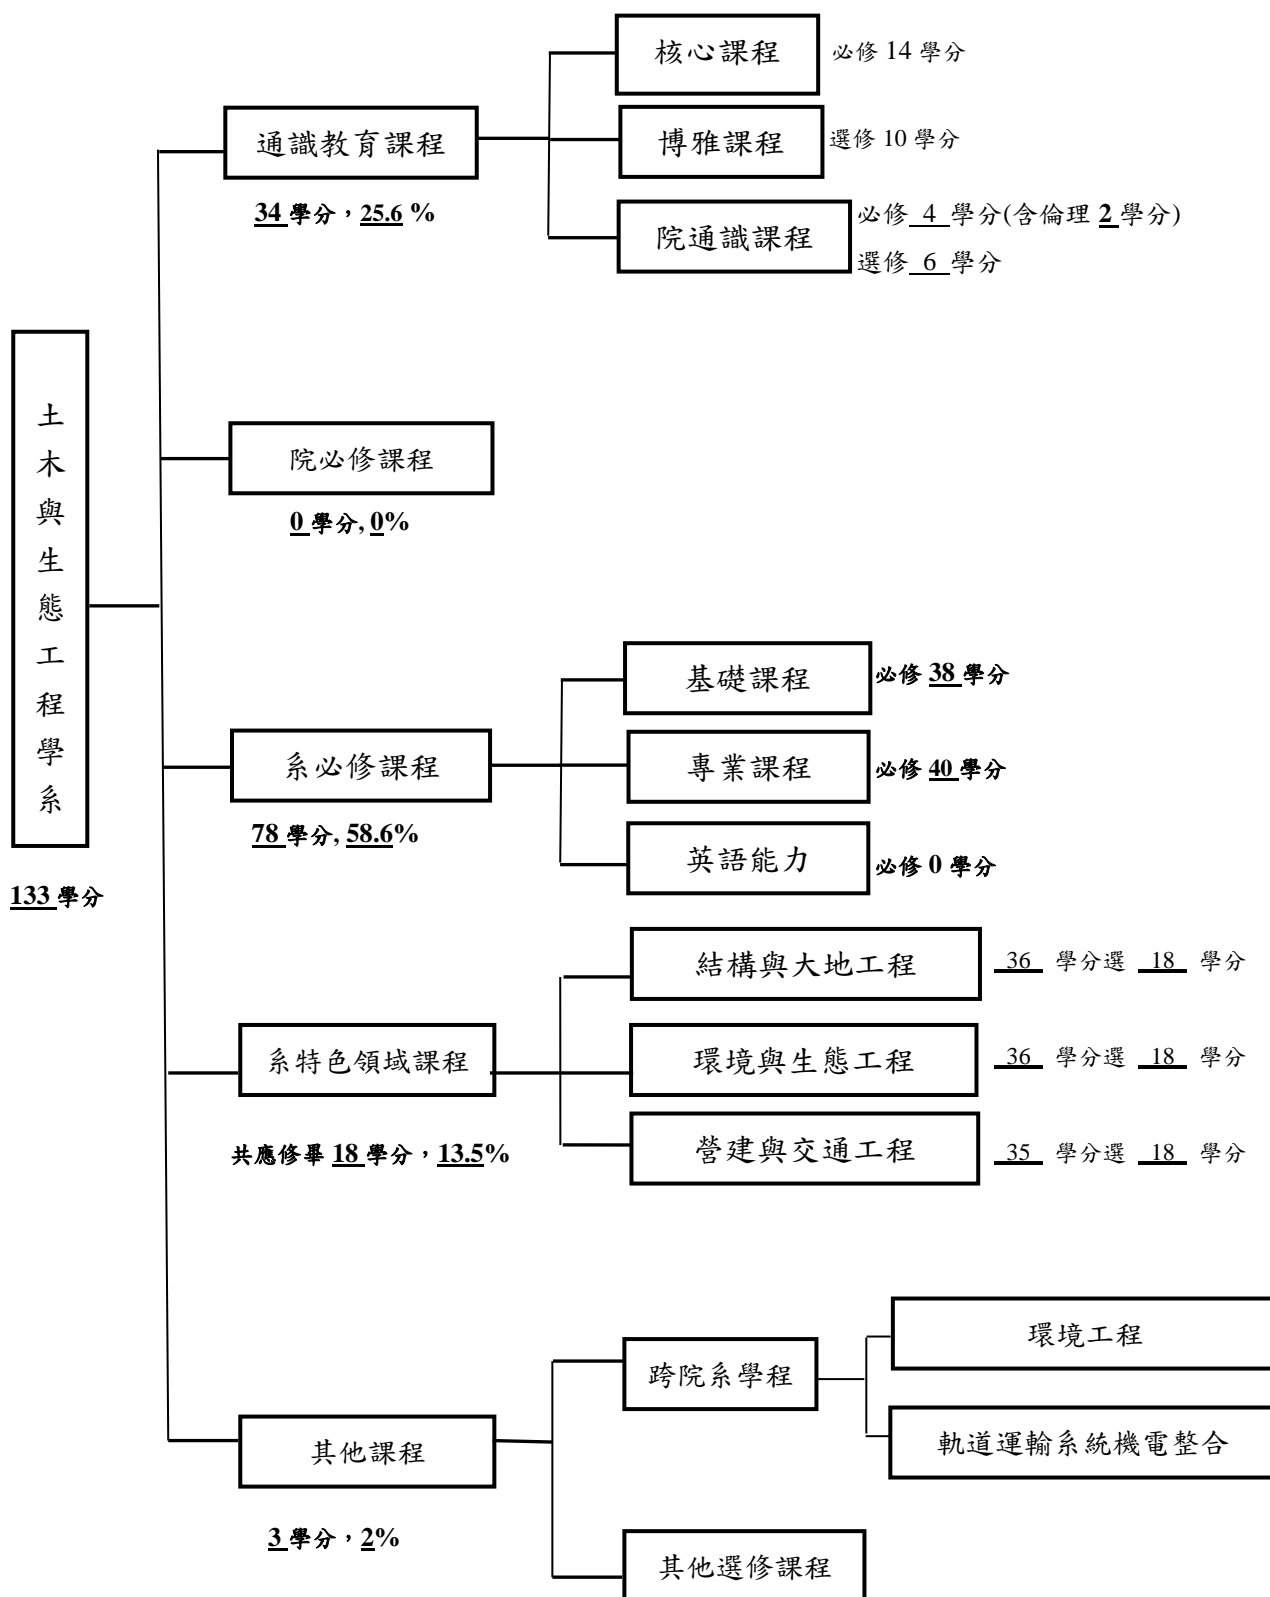 核心課程 必修 14 學分
通識教育課程
博雅課程 選修 10 學分
34 學分，25.6 %
院通識課程 必修 4 學分(含倫理 2 學分)
選修 6 學分
土木與生態工程學系
133 學分
院必修課程
0 學分, 0%
基礎課程 必修 38 學分
系必修課程
專業課程 必修 40 學分
78 學分, 58.6%
英語能力 必修 0 學分
結構與大地工程 36 學分選 18 學分
系特色領域課程
環境與生態工程 36 學分選 18 學分
共應修畢 18 學分，13.5%
營建與交通工程 35 學分選 18 學分
環境工程
跨院系學程
軌道運輸系統機電整合
其他課程
3 學分，2%
其他選修課程